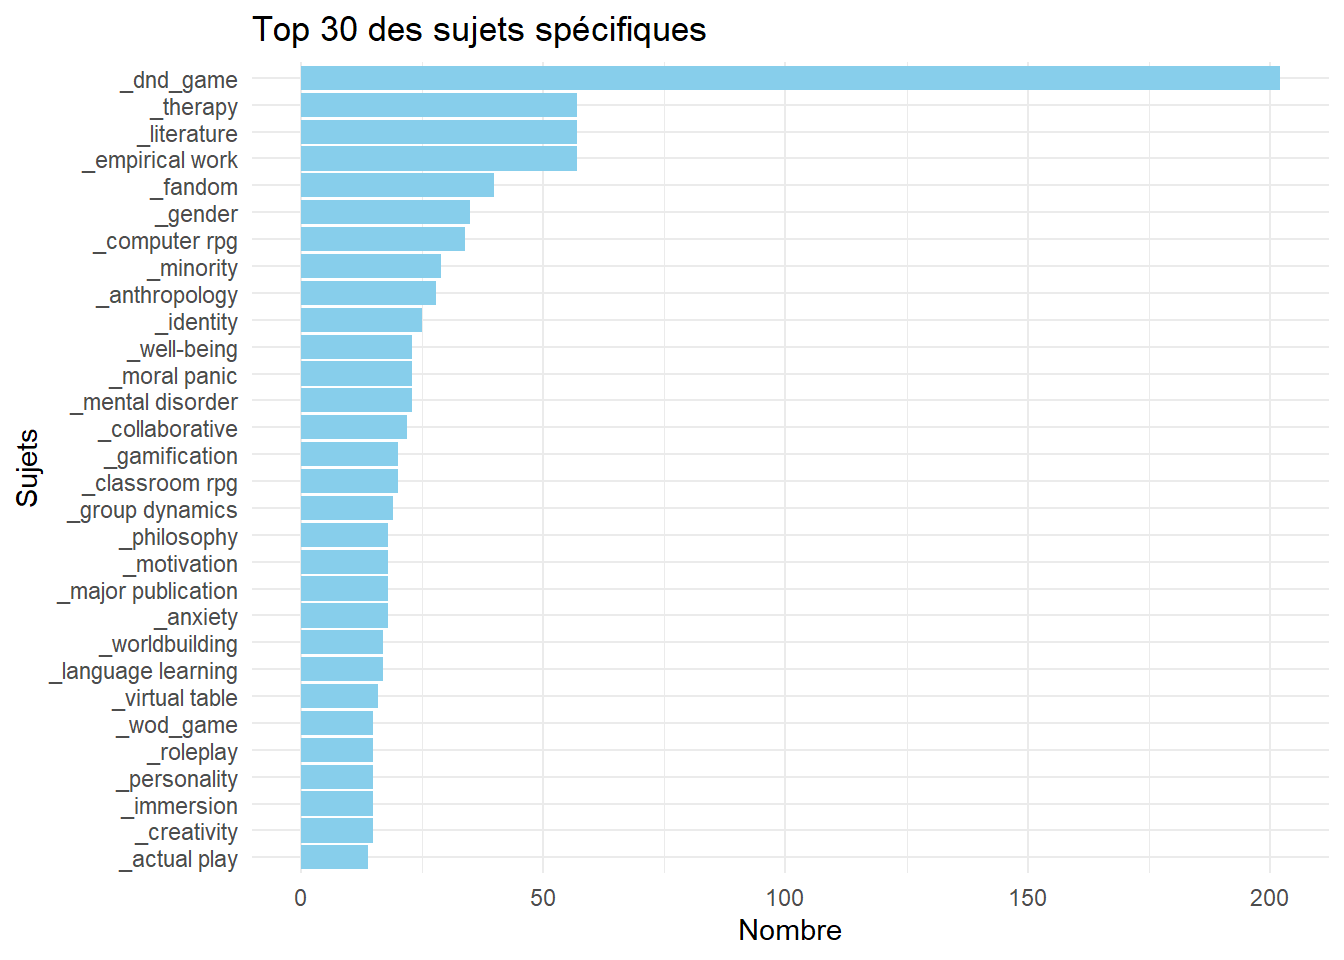 Top 30 des sujets spécifiques
_dnd_game
_therapy
_literature
_empirical work
_fandom
_gender
_computer rpg
_minority
_anthropology
_identity
_well-being
_moral panic
_mental disorder
_collaborative
_gamification
_classroom rpg
_group dynamics
_philosophy
_motivation
_major publication
_anxiety
_worldbuilding
_language learning
_virtual table
_wod_game
_roleplay
_personality
_immersion
_creativity
_actual play
Sujets
0 50 100 150 200
Nombre